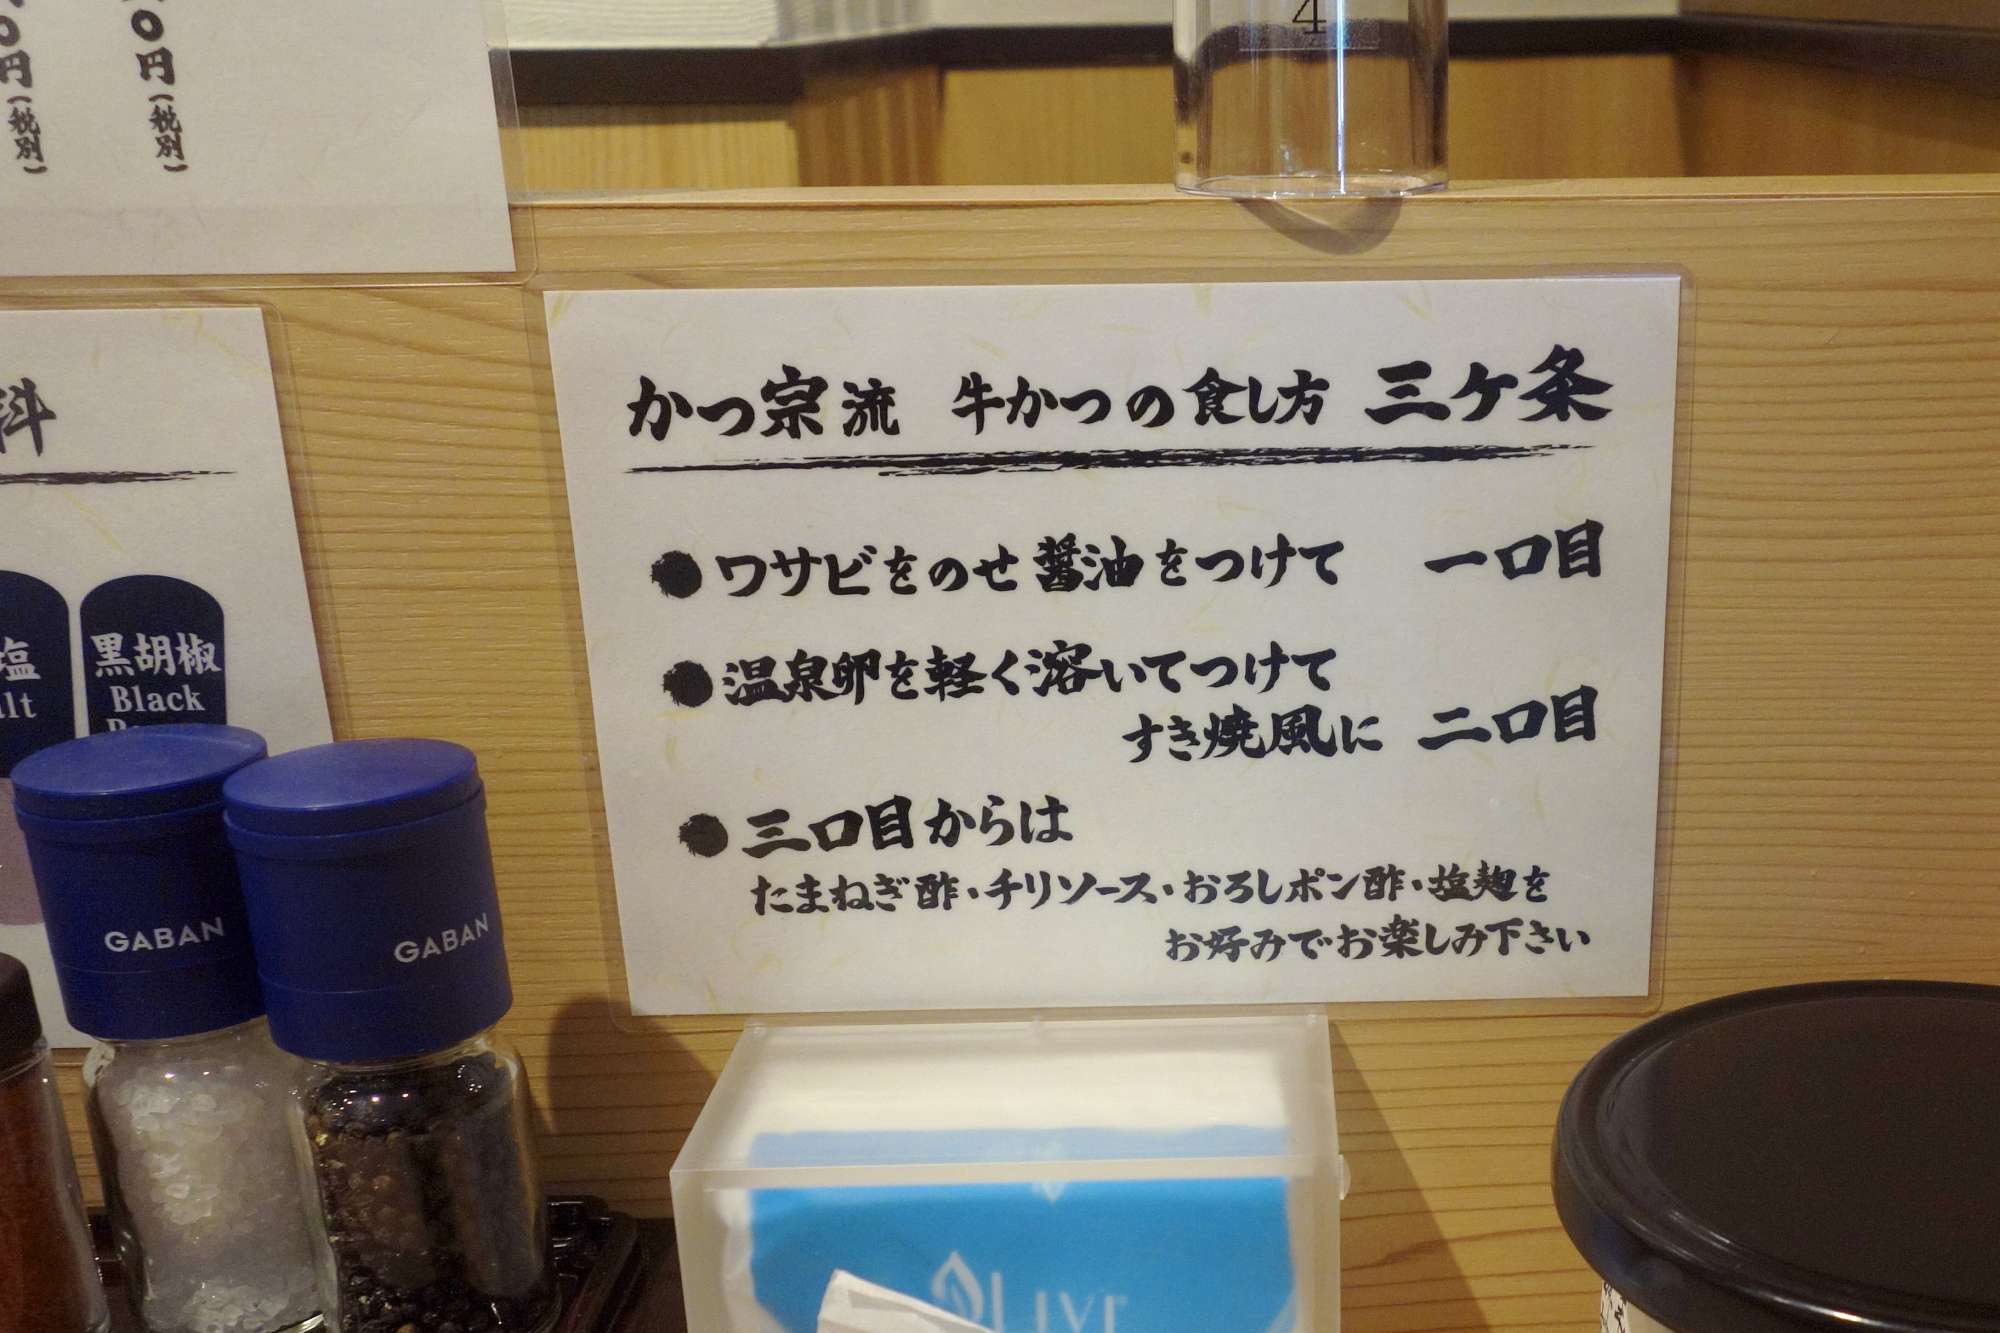 0円(税別)
0円(税別)
4
料
かつ宗流 牛かつの食し方 三ケ条
●ワサビをのせ醤油をつけて 一口目
●温泉卵を軽く溶いてつけて
すき焼風に 二口目
●三口目からは
たまねぎ酢・チリソース・おろしポン酢・塩麹を
お好みでお楽しみ下さい
塩
lt
黒胡椒
Black
GABAN
GABAN